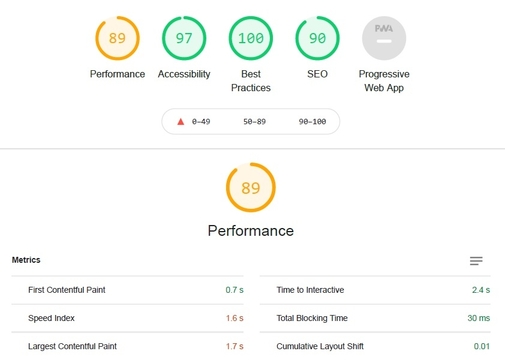 89
97
100
90
PWA
Performance
Accessibility
Best
Practices
SEO
Progressive
Web App
0–49
50–89
90–100
89
Performance
Metrics
First Contentful Paint 0.7 s
Time to Interactive 2.4 s
Speed Index 1.6 s
Total Blocking Time 30 ms
Largest Contentful Paint 1.7 s
Cumulative Layout Shift 0.01